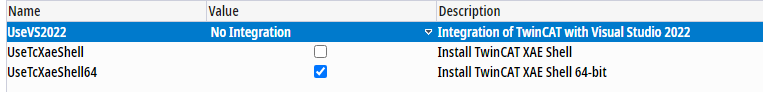 Name Value Description
UseVS2022 No Integration Integration of TwinCAT with Visual Studio 2022
UseTcXaeShell Install TwinCAT XAE Shell
UseTcXaeShell64 Install TwinCAT XAE Shell 64-bit